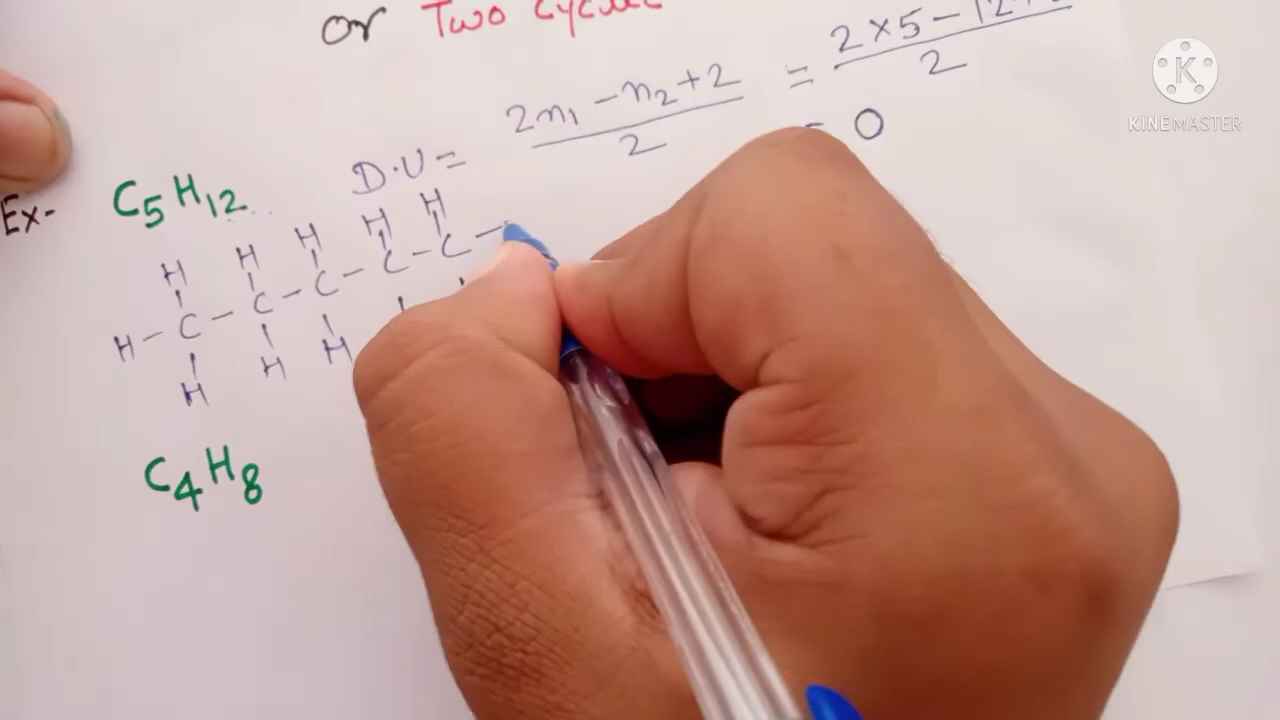 or Two Cyclic
2n1 - n2 + 2 = 2 × 5 - 12 +
D.U = 2 2
= 0
Ex- C5H12
H H H H H
H - C - C - C - C - C -
H H H
C4H8
KINEMASTER